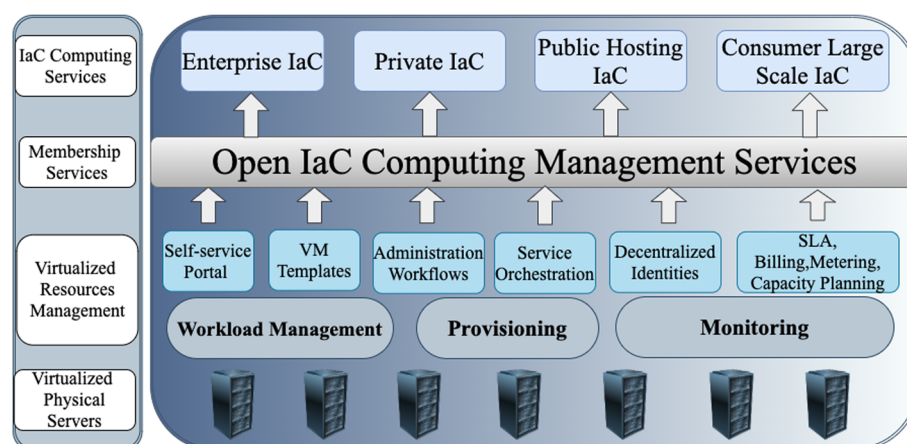 IaC Computing
Services
Membership
Services
Virtualized
Resources
Management
Virtualized
Physical
Servers
Enterprise IaC
Private IaC
Public Hosting
IaC
Consumer Large
Scale IaC
Open IaC Computing Management Services
Self-service
Portal
VM
Templates
Administration
Workflows
Service
Orchestration
Decentralized
Identities
SLA,
Billing,Metering,
Capacity Planning
Workload Management
Provisioning
Monitoring